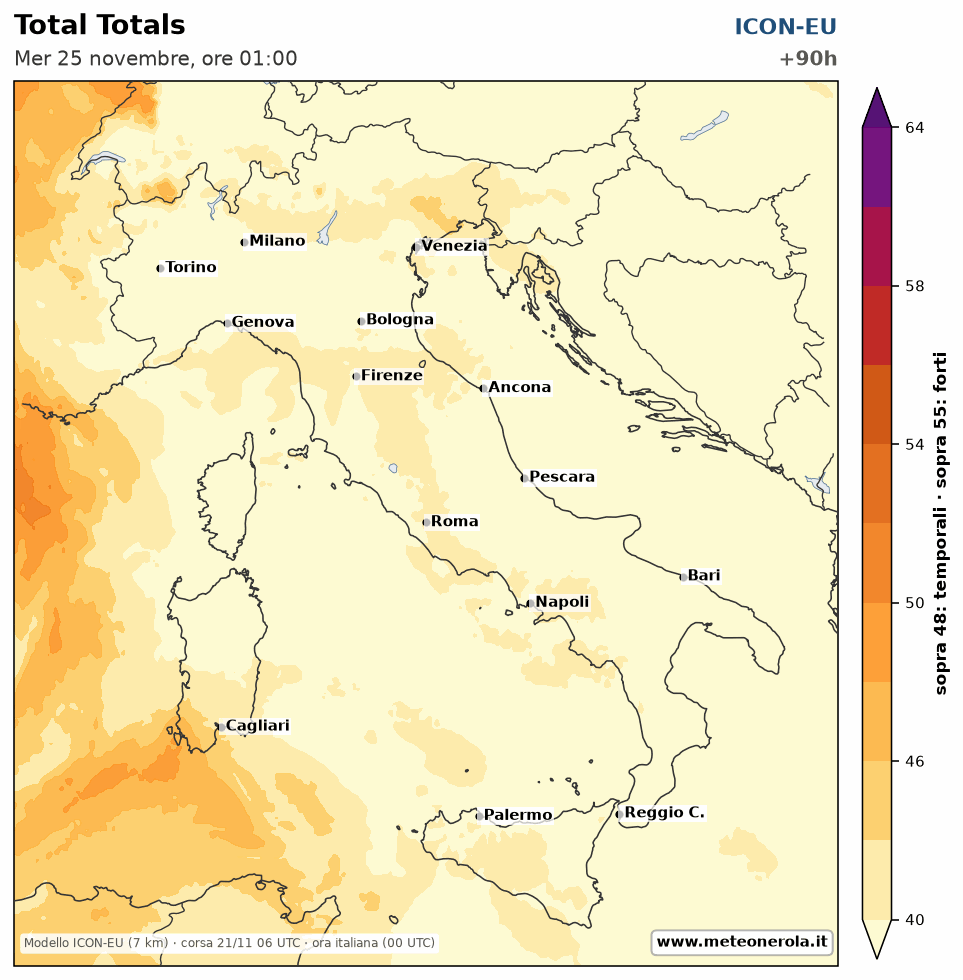 Total Totals
ICON-EU
Mer 25 novembre, ore 01:00
+90h
64
58
54
50
46
40
sopra 48: temporali · sopra 55: forti
Milano
Venezia
Torino
Genova
Bologna
Firenze
Ancona
Pescara
Roma
Bari
Napoli
Cagliari
Palermo
Reggio C.
Modello ICON-EU (7 km) · corsa 21/11 06 UTC · ora italiana (00 UTC)
www.meteonerola.it